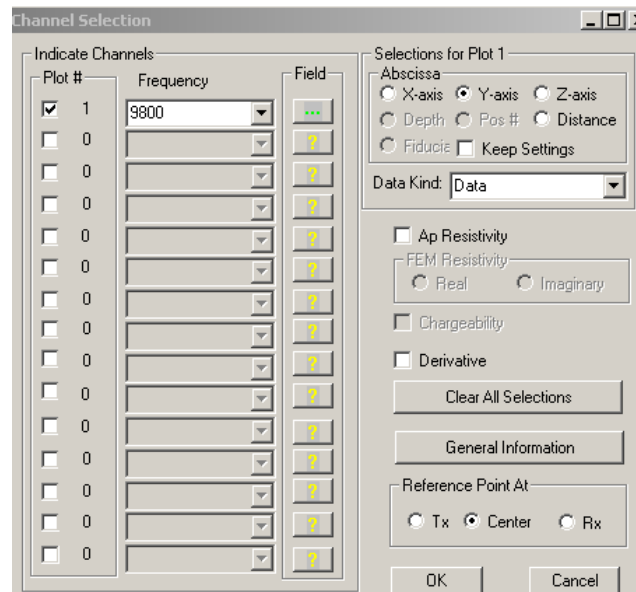 Channel Selection
Indicate Channels
Plot #
Frequency
Field
1
9800
...
0
?
0
?
0
?
0
?
0
?
0
?
0
?
0
?
0
?
0
?
0
?
0
?
0
?
0
?
Selections for Plot 1
Abscissa
X-axis
Y-axis
Z-axis
Depth
Pos #
Distance
Fiducia
Keep Settings
Data Kind:
Data
Ap Resistivity
FEM Resistivity
Real
Imaginary
Chargeability
Derivative
Clear All Selections
General Information
Reference Point At
Tx
Center
Rx
OK
Cancel